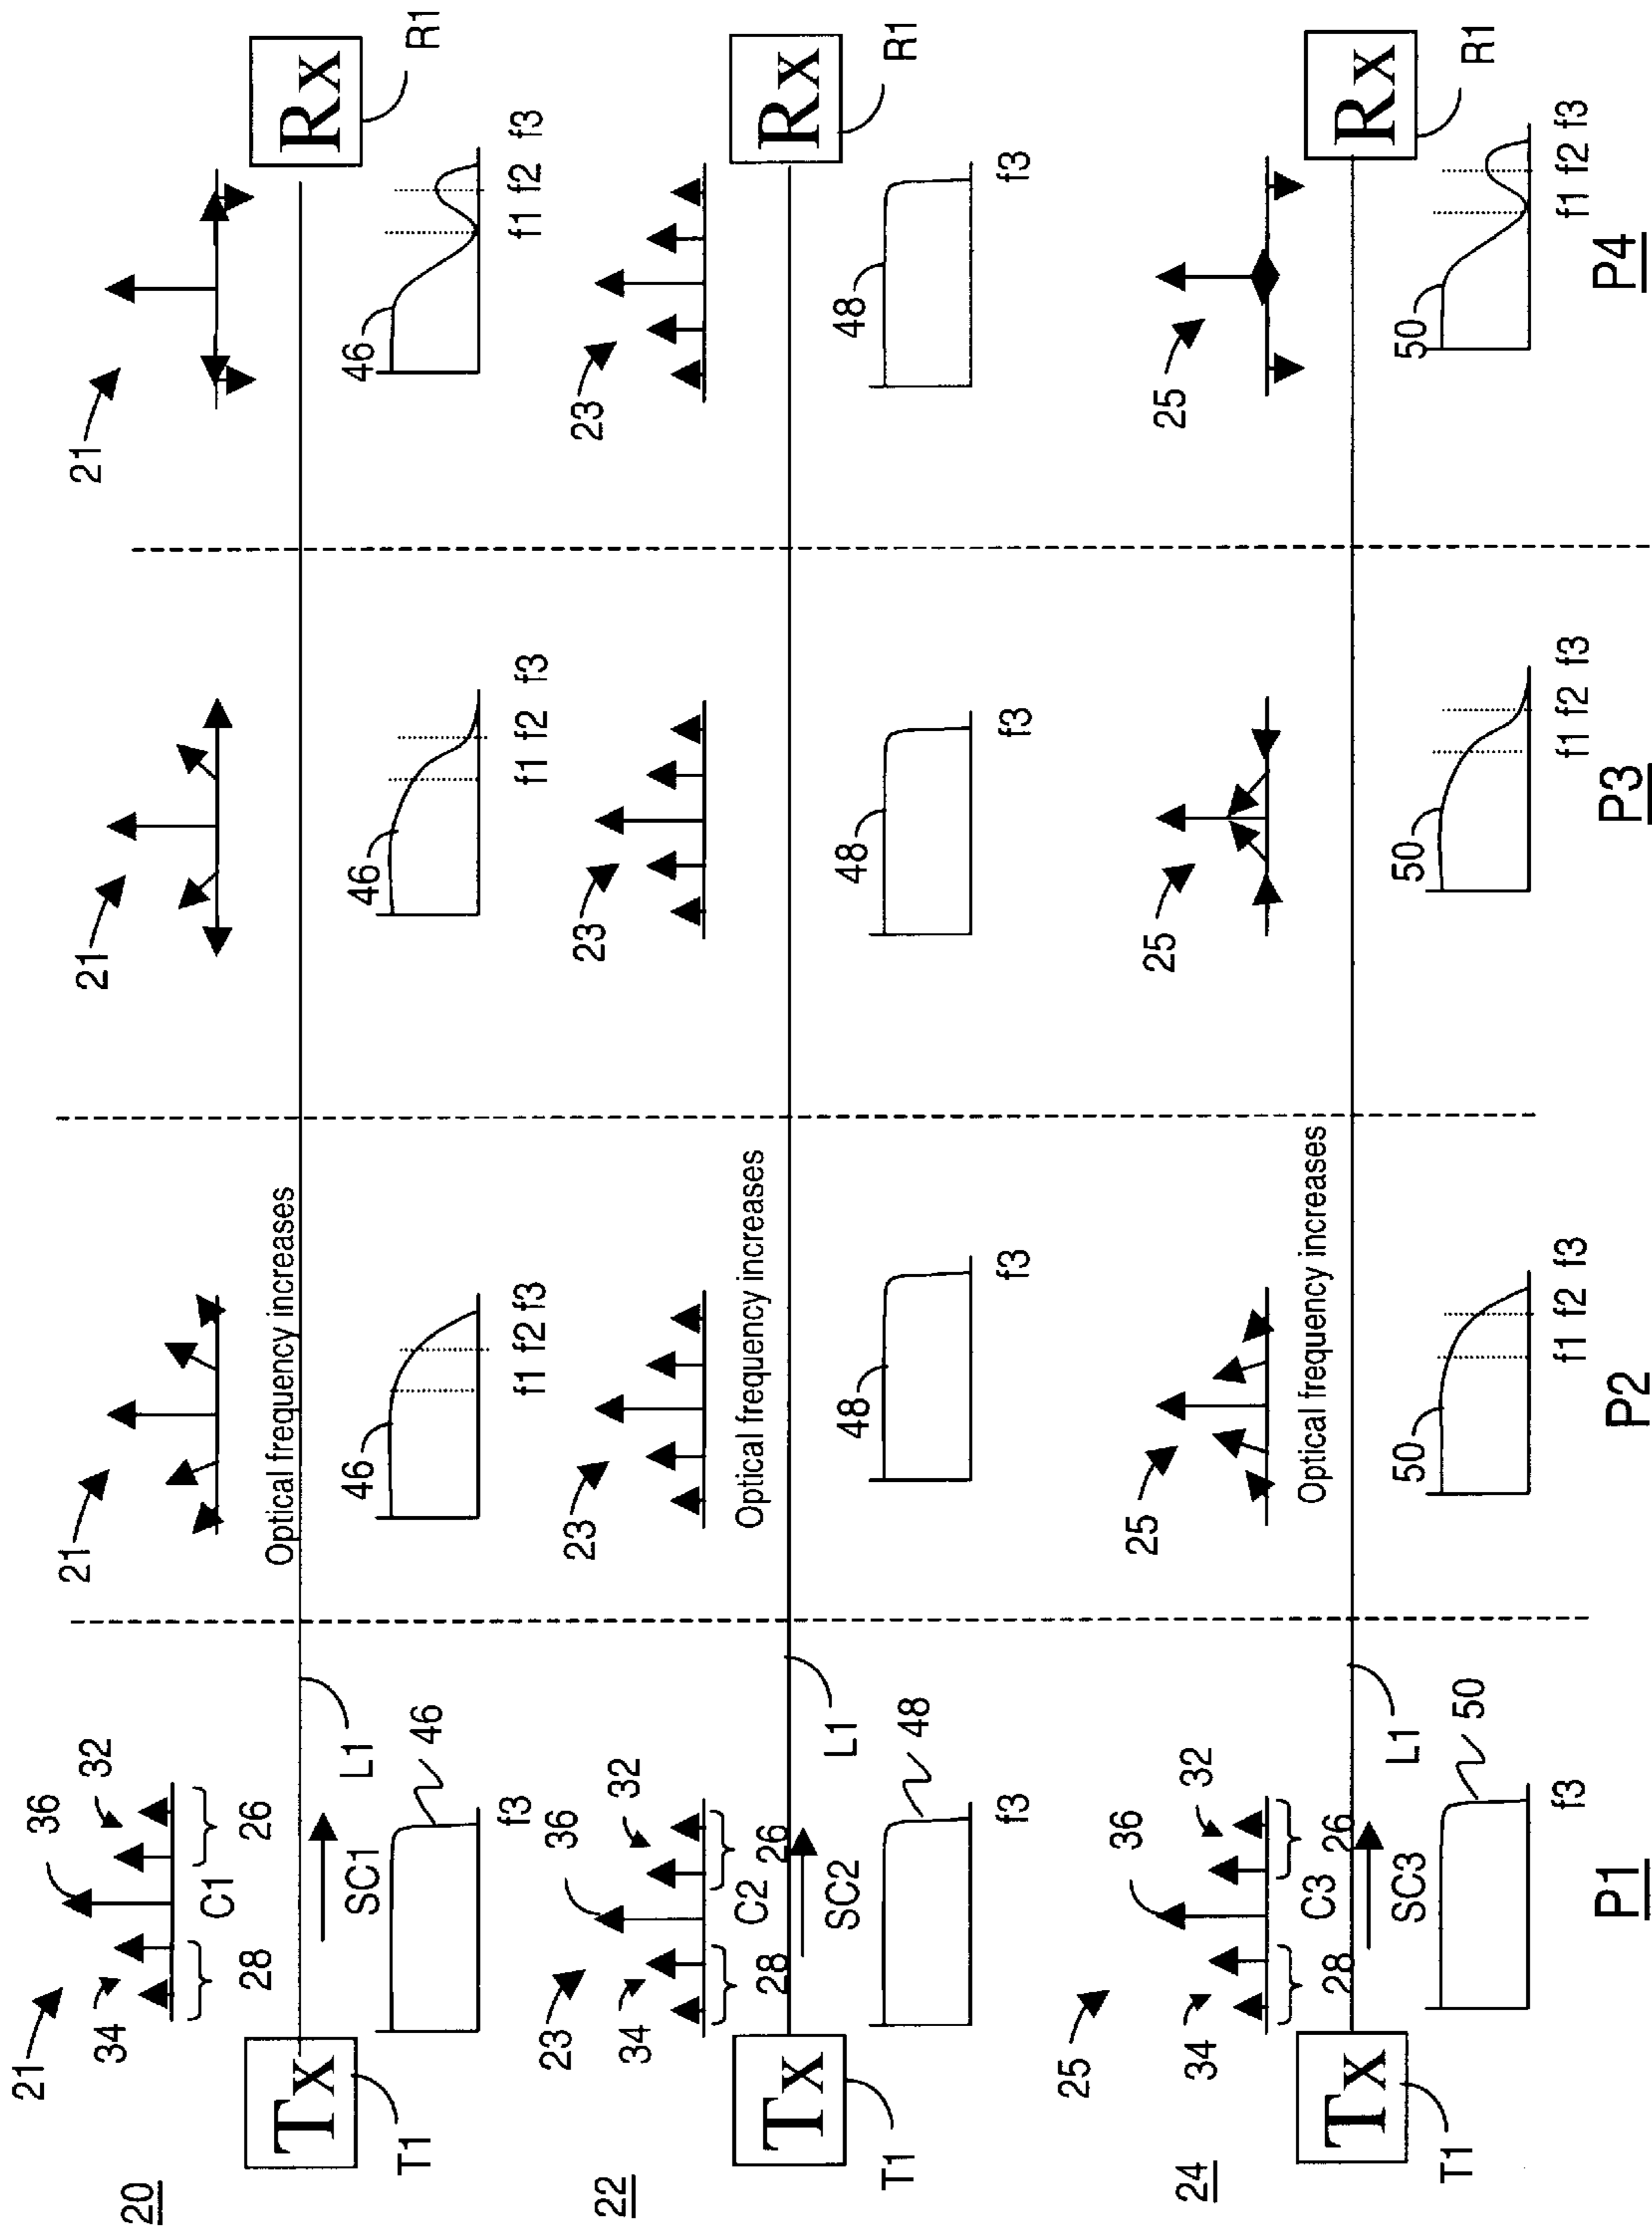 20
21
36
34
32
28
C1
26
Tx
T1
SC1
L1
46
f3
21
Optical frequency increases
46
f1 f2 f3
21
46
f1 f2 f3
21
46
f1 f2 f3
Rx
R1
22
23
36
34
32
28
C2
26
Tx
T1
SC2
L1
48
f3
23
Optical frequency increases
48
f3
23
48
f3
23
48
f3
Rx
R1
24
25
36
34
32
28
C3
26
Tx
T1
SC3
L1
50
f3
25
Optical frequency increases
50
f1 f2 f3
25
50
f1 f2 f3
25
50
f1 f2 f3
Rx
R1
P1
P2
P3
P4